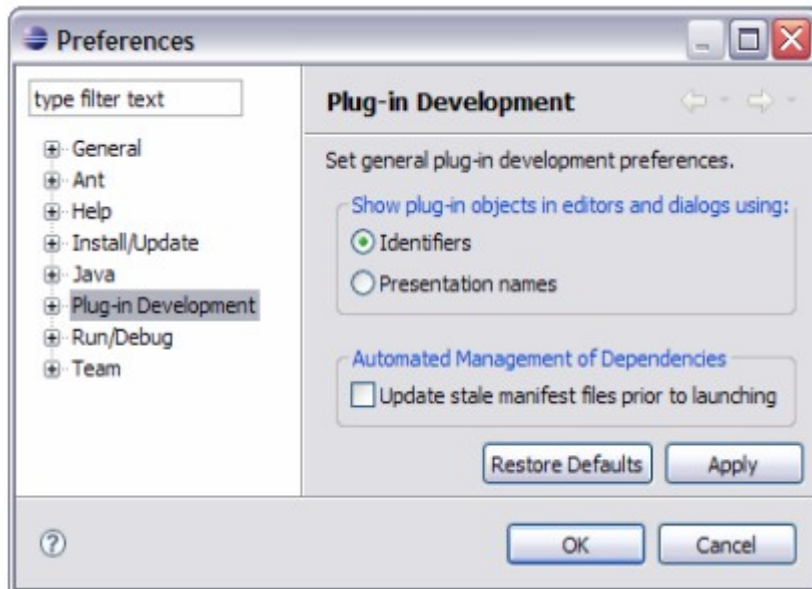 Preferences
type filter text
General
Ant
Help
Install/Update
Java
Plug-in Development
Run/Debug
Team
Plug-in Development
Set general plug-in development preferences.
Show plug-in objects in editors and dialogs using:
Identifiers
Presentation names
Automated Management of Dependencies
Update stale manifest files prior to launching
Restore Defaults
Apply
?
OK
Cancel